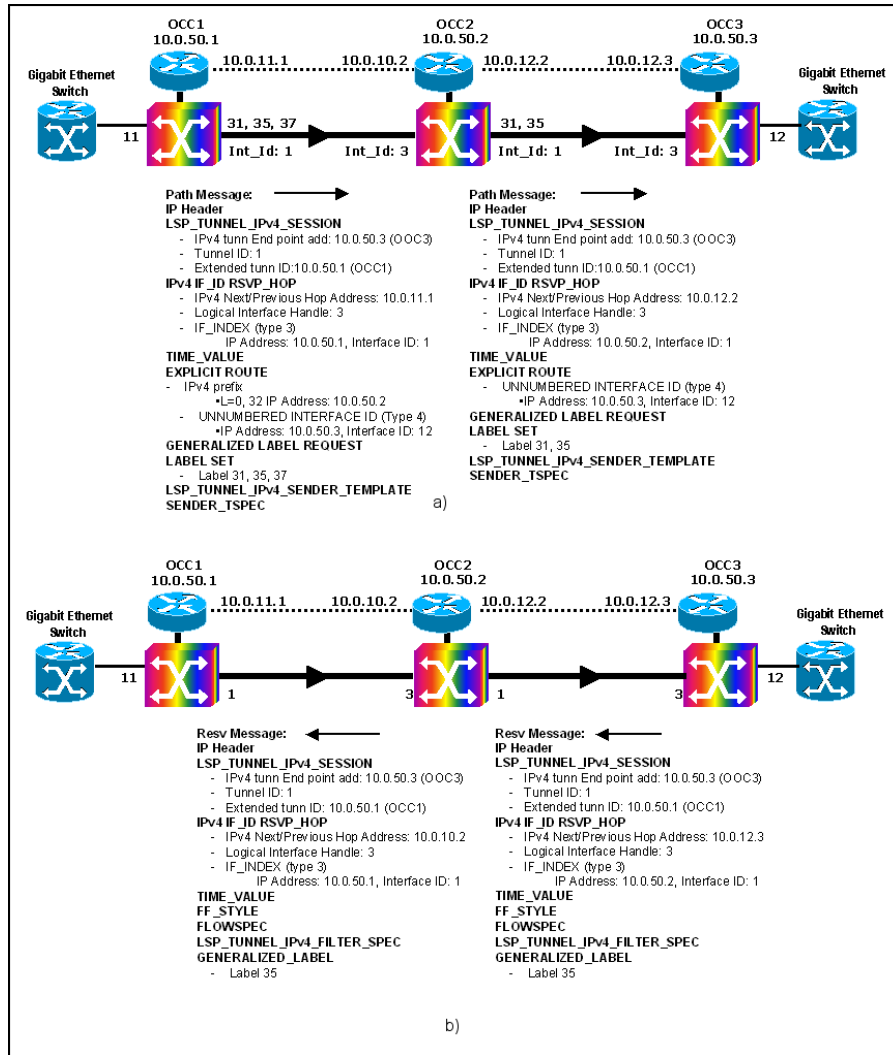 OCC1
10.0.50.1
OCC2
10.0.50.2
OCC3
10.0.50.3
10.0.11.1
10.0.10.2
10.0.12.2
10.0.12.3
Gigabit Ethernet
Switch
Gigabit Ethernet
Switch
11
31, 35, 37
31, 35
12
Int_Id: 1
Int_Id: 3
Int_Id: 1
Int_Id: 3
Path Message:
IP Header
LSP_TUNNEL_IPv4_SESSION
- IPv4 tunn End point add: 10.0.50.3 (OOC3)
- Tunnel ID: 1
- Extended tunn ID:10.0.50.1 (OCC1)
IPv4 IF_ID RSVP_HOP
- IPv4 Next/Previous Hop Address: 10.0.11.1
- Logical Interface Handle: 3
- IF_INDEX (type 3)
IP Address: 10.0.50.1, Interface ID: 1
TIME_VALUE
EXPLICIT ROUTE
- IPv4 prefix
•L=0, 32 IP Address: 10.0.50.2
- UNNUMBERED INTERFACE ID (Type 4)
•IP Address: 10.0.50.3, Interface ID: 12
GENERALIZED LABEL REQUEST
LABEL SET
- Label 31, 35, 37
LSP_TUNNEL_IPv4_SENDER_TEMPLATE
SENDER_TSPEC
Path Message:
IP Header
LSP_TUNNEL_IPv4_SESSION
- IPv4 tunn End point add: 10.0.50.3 (OOC3)
- Tunnel ID: 1
- Extended tunn ID:10.0.50.1 (OCC1)
IPv4 IF_ID RSVP_HOP
- IPv4 Next/Previous Hop Address: 10.0.12.2
- Logical Interface Handle: 3
- IF_INDEX (type 3)
IP Address: 10.0.50.2, Interface ID: 1
TIME_VALUE
EXPLICIT ROUTE
- UNNUMBERED INTERFACE ID (type 4)
•IP Address: 10.0.50.3, Interface ID: 12
GENERALIZED LABEL REQUEST
LABEL SET
- Label 31, 35
LSP_TUNNEL_IPv4_SENDER_TEMPLATE
SENDER_TSPEC
a)
OCC1
10.0.50.1
OCC2
10.0.50.2
OCC3
10.0.50.3
10.0.11.1
10.0.10.2
10.0.12.2
10.0.12.3
Gigabit Ethernet
Switch
Gigabit Ethernet
Switch
11
1
3
1
3
12
Resv Message:
IP Header
LSP_TUNNEL_IPv4_SESSION
- IPv4 tunn End point add: 10.0.50.3 (OOC3)
- Tunnel ID: 1
- Extended tunn ID: 10.0.50.1 (OCC1)
IPv4 IF_ID RSVP_HOP
- IPv4 Next/Previous Hop Address: 10.0.10.2
- Logical Interface Handle: 3
- IF_INDEX (type 3)
IP Address: 10.0.50.1, Interface ID: 1
TIME_VALUE
FF_STYLE
FLOWSPEC
LSP_TUNNEL_IPv4_FILTER_SPEC
GENERALIZED_LABEL
- Label 35
Resv Message:
IP Header
LSP_TUNNEL_IPv4_SESSION
- IPv4 tunn End point add: 10.0.50.3 (OOC3)
- Tunnel ID: 1
- Extended tunn ID: 10.0.50.1 (OCC1)
IPv4 IF_ID RSVP_HOP
- IPv4 Next/Previous Hop Address: 10.0.12.3
- Logical Interface Handle: 3
- IF_INDEX (type 3)
IP Address: 10.0.50.2, Interface ID: 1
TIME_VALUE
FF_STYLE
FLOWSPEC
LSP_TUNNEL_IPv4_FILTER_SPEC
GENERALIZED_LABEL
- Label 35
b)